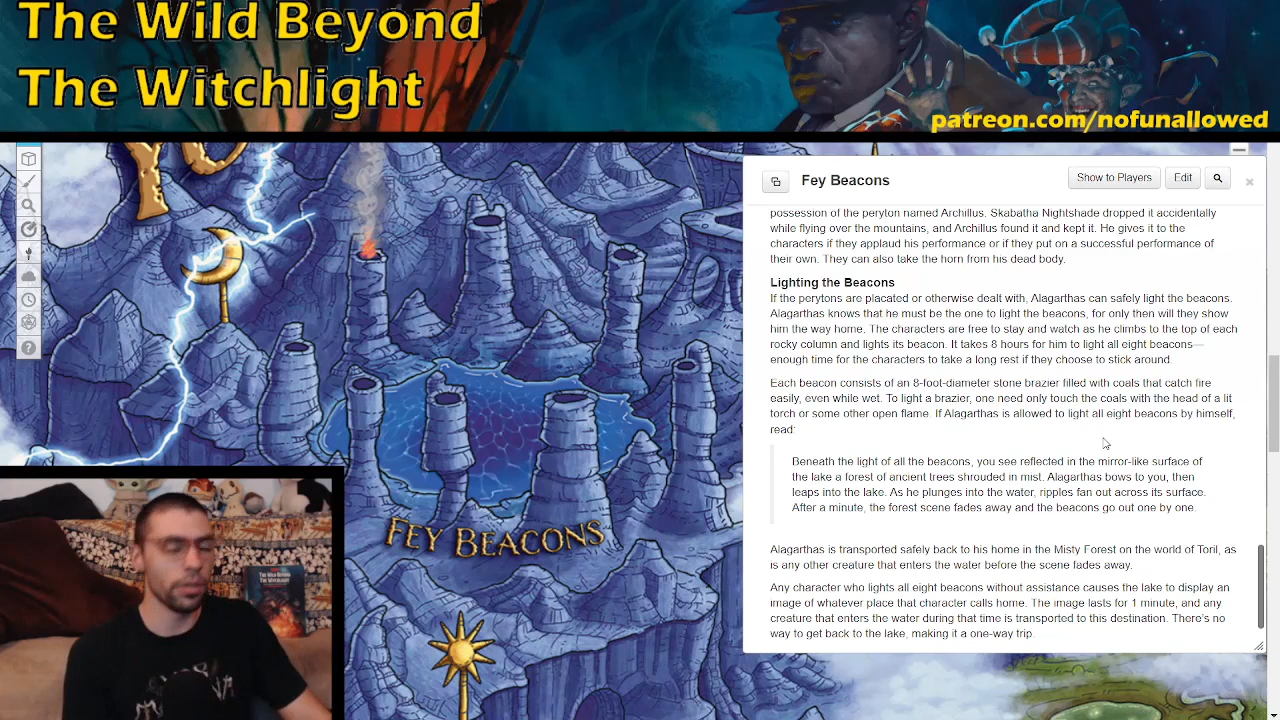 The Wild Beyond
The Witchlight
patreon.com/nofunallowed
YO
FEY BEACONS
Fey Beacons
Show to Players
Edit
possession of the peryton named Archillus. Skabatha Nightshade dropped it accidentally
while flying over the mountains, and Archillus found it and kept it. He gives it to the
characters if they applaud his performance or if they put on a successful performance of
their own. They can also take the horn from his dead body.
Lighting the Beacons
If the perytons are placated or otherwise dealt with, Alagarthas can safely light the beacons.
Alagarthas knows that he must be the one to light the beacons, for only then will they show
him the way home. The characters are free to stay and watch as he climbs to the top of each
rocky column and lights its beacon. It takes 8 hours for him to light all eight beacons—
enough time for the characters to take a long rest if they choose to stick around.
Each beacon consists of an 8-foot-diameter stone brazier filled with coals that catch fire
easily, even while wet. To light a brazier, one need only touch the coals with the head of a lit
torch or some other open flame. If Alagarthas is allowed to light all eight beacons by himself,
read:
Beneath the light of all the beacons, you see reflected in the mirror-like surface of
the lake a forest of ancient trees shrouded in mist. Alagarthas bows to you, then
leaps into the lake. As he plunges into the water, ripples fan out across its surface.
After a minute, the forest scene fades away and the beacons go out one by one.
Alagarthas is transported safely back to his home in the Misty Forest on the world of Toril, as
is any other creature that enters the water before the scene fades away.
Any character who lights all eight beacons without assistance causes the lake to display an
image of whatever place that character calls home. The image lasts for 1 minute, and any
creature that enters the water during that time is transported to this destination. There's no
way to get back to the lake, making it a one-way trip.